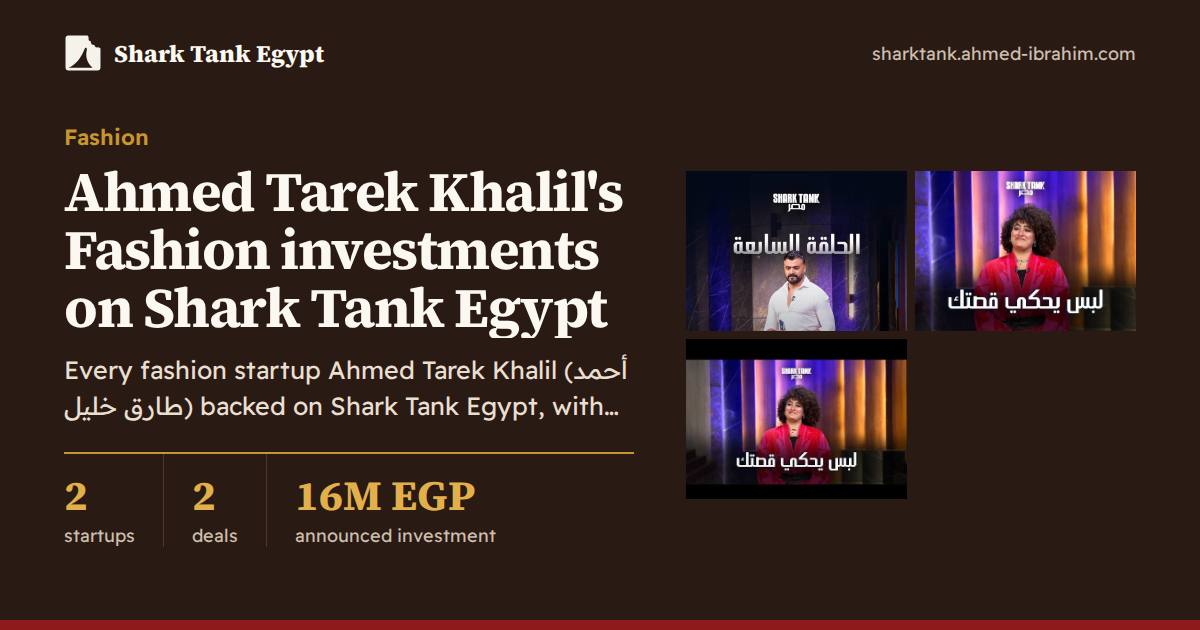 Shark Tank Egypt
sharktank.ahmed-ibrahim.com
Fashion
Ahmed Tarek Khalil's
Fashion investments
on Shark Tank Egypt
Every fashion startup Ahmed Tarek Khalil (أحمد
طارق خليل) backed on Shark Tank Egypt, with...
2
startups
2
deals
16M EGP
announced investment
SHARK TANK
مصر
الحلقة السابعة
SHARK TANK
مصر
لبس يحكي قصتك
SHARK TANK
مصر
لبس يحكي قصتك